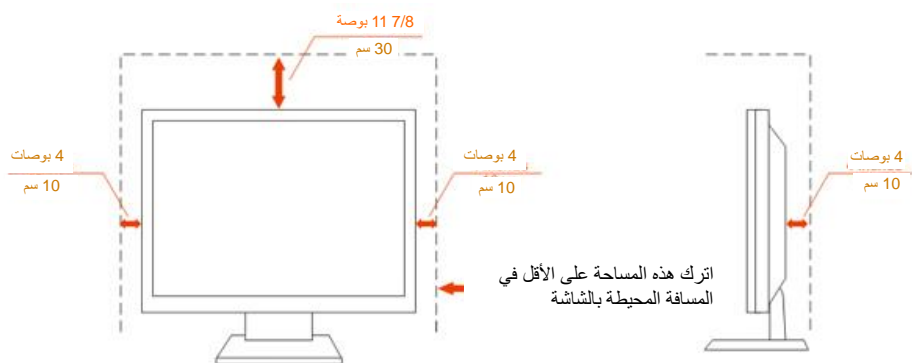 11 7/8 بوصة
30 سم
4 بوصات
10 سم
4 بوصات
10 سم
4 بوصات
10 سم
اترك هذه المساحة على الأقل في
المسافة المحيطة بالشاشة